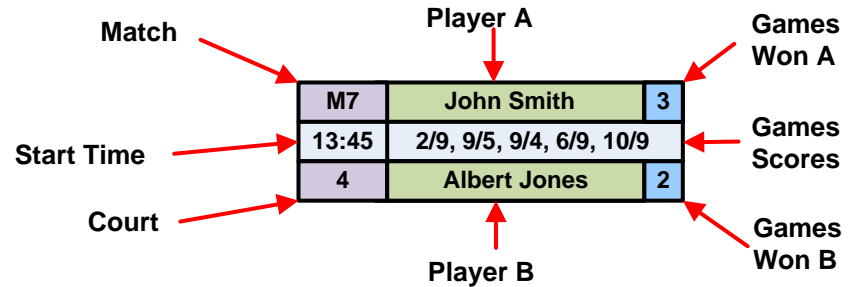 Match
Player A
Games
Won A
M7
John Smith
3
Start Time
13:45
2/9, 9/5, 9/4, 6/9, 10/9
Games
Scores
4
Albert Jones
2
Court
Player B
Games
Won B